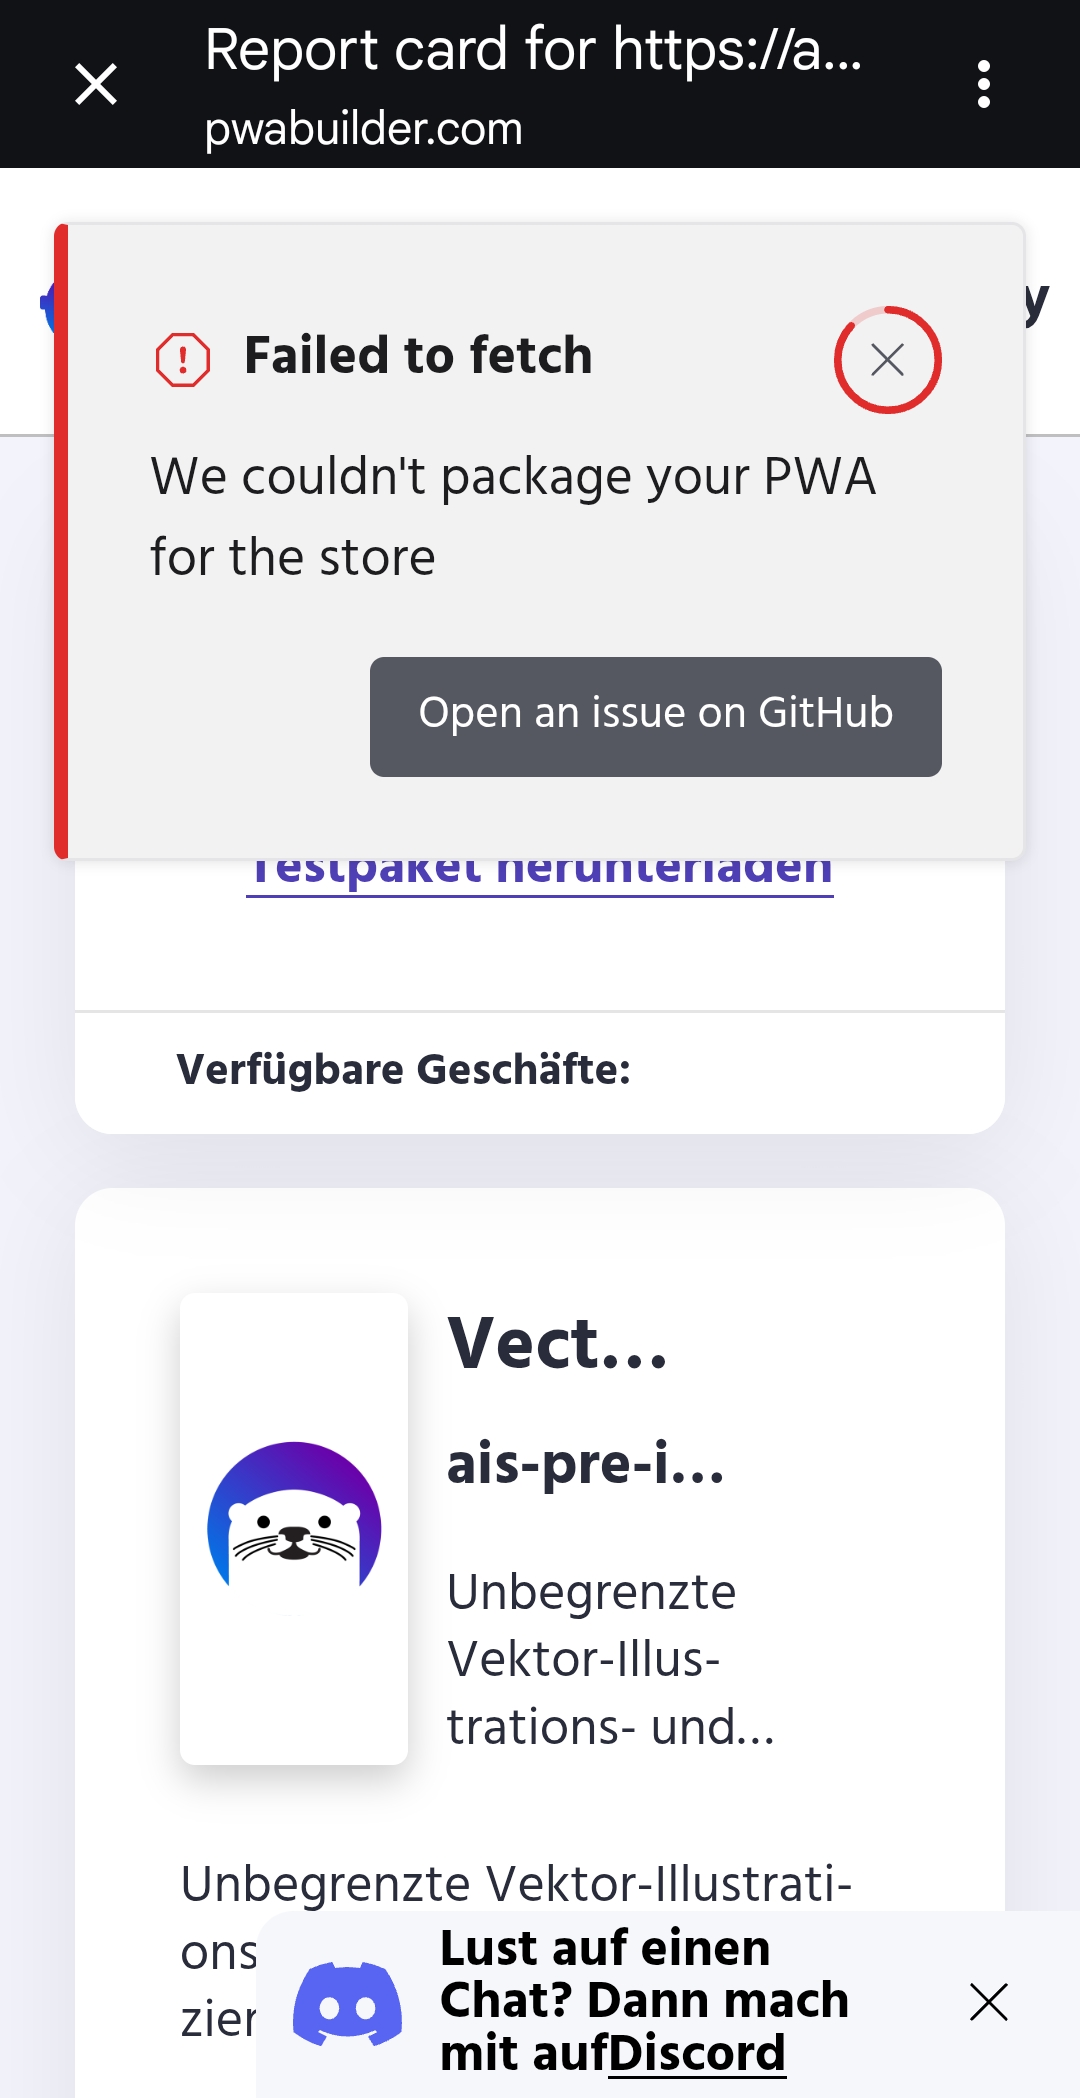 Report card for https://a...
pwabuilder.com
y
Failed to fetch
We couldn't package your PWA
for the store
Open an issue on GitHub
Testpaket herunterladen
Verfügbare Geschäfte:
Vect...
ais-pre-i...
Unbegrenzte
Vektor-Illus-
trations- und...
Unbegrenzte Vektor-Illustrati-
ons
zier
Lust auf einen
Chat? Dann mach
mit aufDiscord